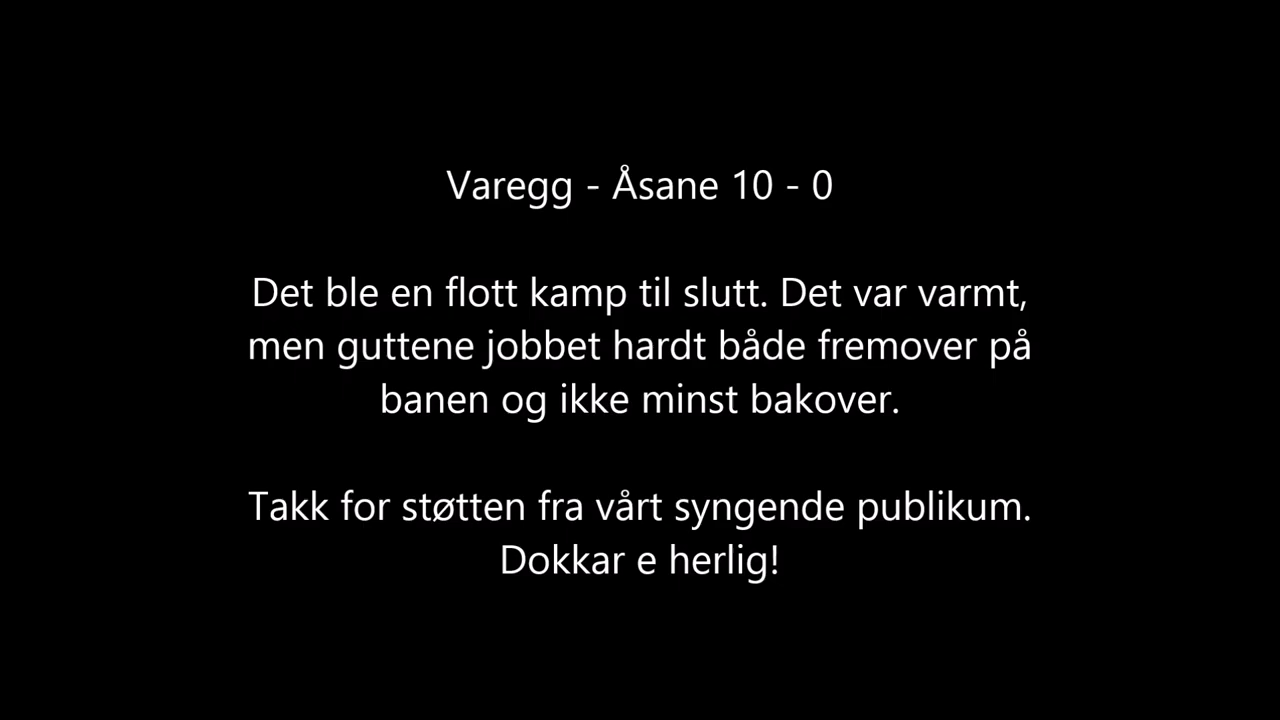 Varegg - Åsane 10 - 0
Det ble en flott kamp til slutt. Det var varmt,
men guttene jobbet hardt både fremover på
banen og ikke minst bakover.
Takk for støtten fra vårt syngende publikum.
Dokkar e herlig!